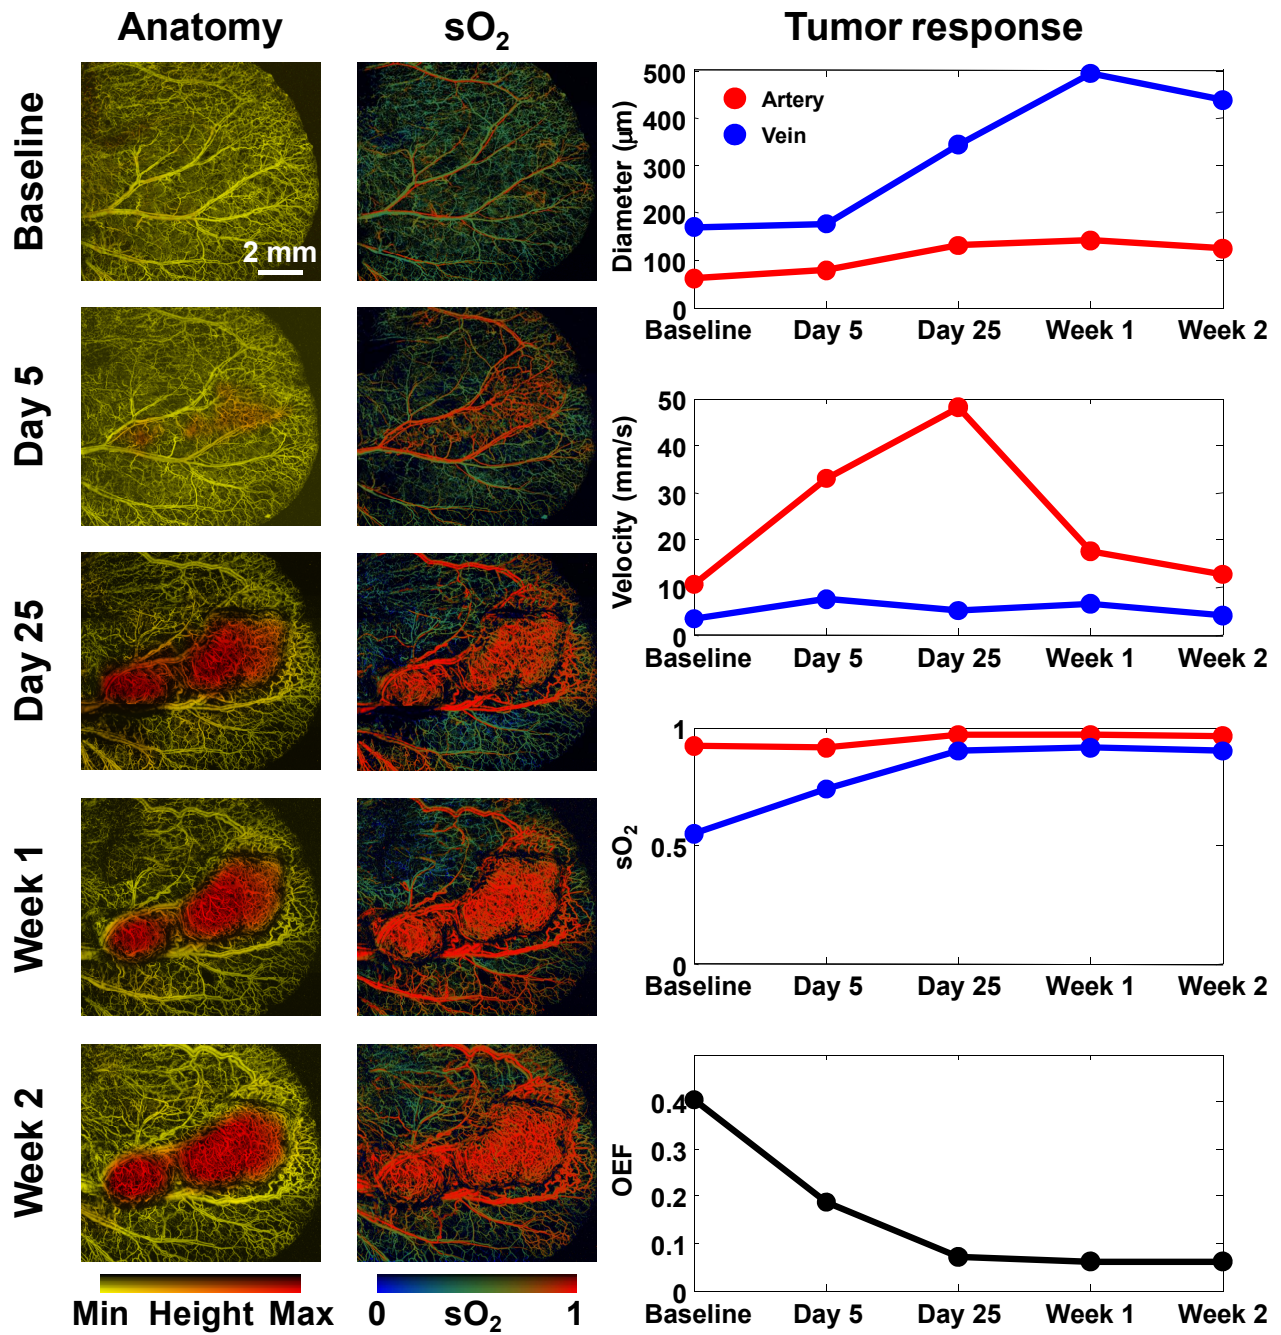 Anatomy
sO₂
Tumor response
Baseline
2 mm
Day 5
Day 25
Week 1
Week 2
Min Height Max
0 sO₂ 1
Diameter (μm)
500
400
300
200
100
0
Artery
Vein
Baseline Day 5 Day 25 Week 1 Week 2
Velocity (mm/s)
50
40
30
20
10
0
Baseline Day 5 Day 25 Week 1 Week 2
sO₂
1
0.5
0
Baseline Day 5 Day 25 Week 1 Week 2
OEF
0.4
0.3
0.2
0.1
0
Baseline Day 5 Day 25 Week 1 Week 2